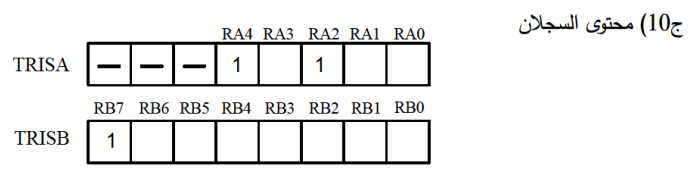 ج10) محتوى السجلان
RA4 RA3 RA2 RA1 RA0
TRISA — — — 1 1
RB7 RB6 RB5 RB4 RB3 RB2 RB1 RB0
TRISB 1